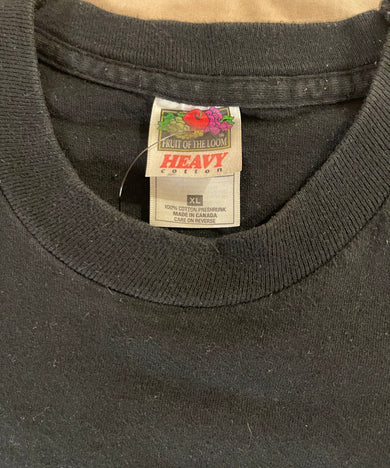 FRUIT OF THE LOOM
HEAVY
cotton
XL
100% COTTON PRESHRUNK
MADE IN CANADA
CARE ON REVERSE